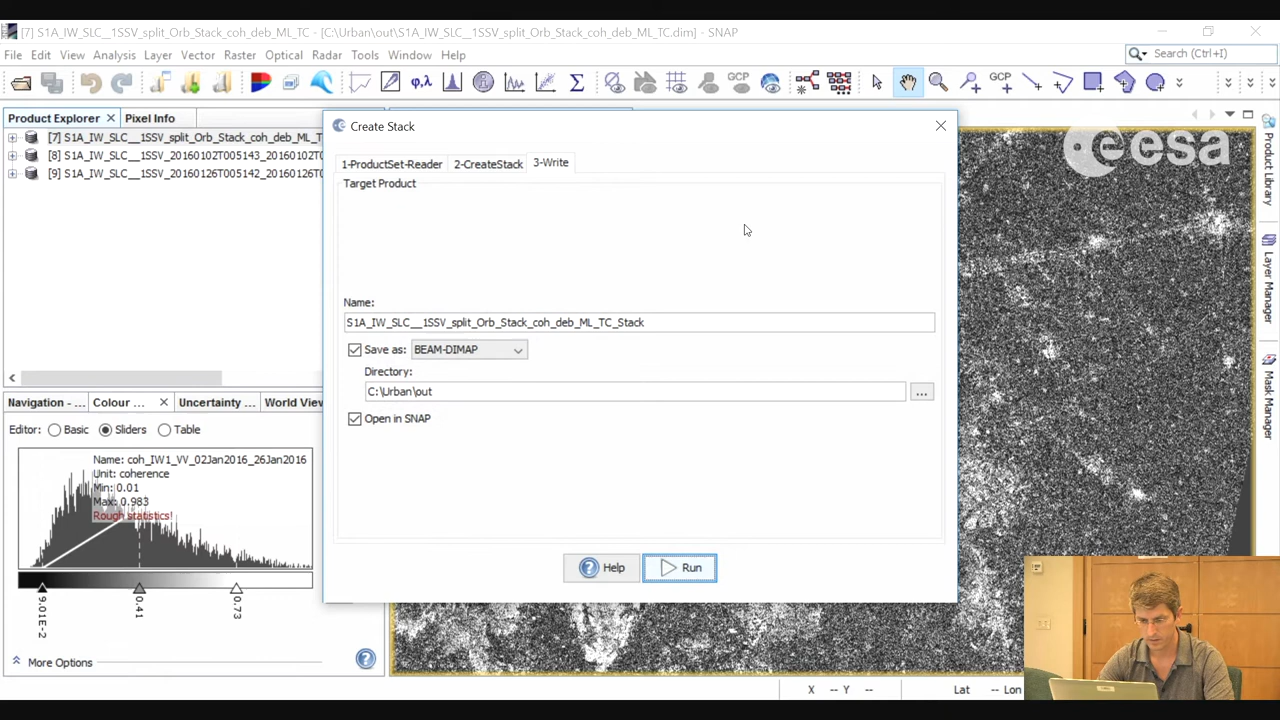 [7] S1A_IW_SLC__1SSV_split_Orb_Stack_coh_deb_ML_TC - [C:\Urban\out\S1A_IW_SLC__1SSV_split_Orb_Stack_coh_deb_ML_TC.dim] - SNAP
File Edit View Analysis Layer Vector Raster Optical Radar Tools Window Help
Search (Ctrl+I)
φ,λ Σ GCP GCP
Product Explorer Pixel Info
[7] S1A_IW_SLC__1SSV_split_Orb_Stack_coh_deb_ML_T
[8] S1A_IW_SLC__1SSV_20160102T005143_20160102T
[9] S1A_IW_SLC__1SSV_20160126T005142_20160126T
Create Stack
1-ProductSet-Reader 2-CreateStack 3-Write
Target Product
Name:
S1A_IW_SLC__1SSV_split_Orb_Stack_coh_deb_ML_TC_Stack
Save as: BEAM-DIMAP
Directory:
C:\Urban\out
...
Open in SNAP
Help Run
esa
Product Library
Layer Manager
Mask Manager
Navigation - ... Colour ... Uncertainty ... World View
Editor: Basic Sliders Table
Name: coh_IW1_VV_02Jan2016_26Jan2016
Unit: coherence
Min: 0.01
Max: 0.983
Rough statistics!
9.01E-2
0.41
0.73
More Options
X -- Y -- Lat -- Lon